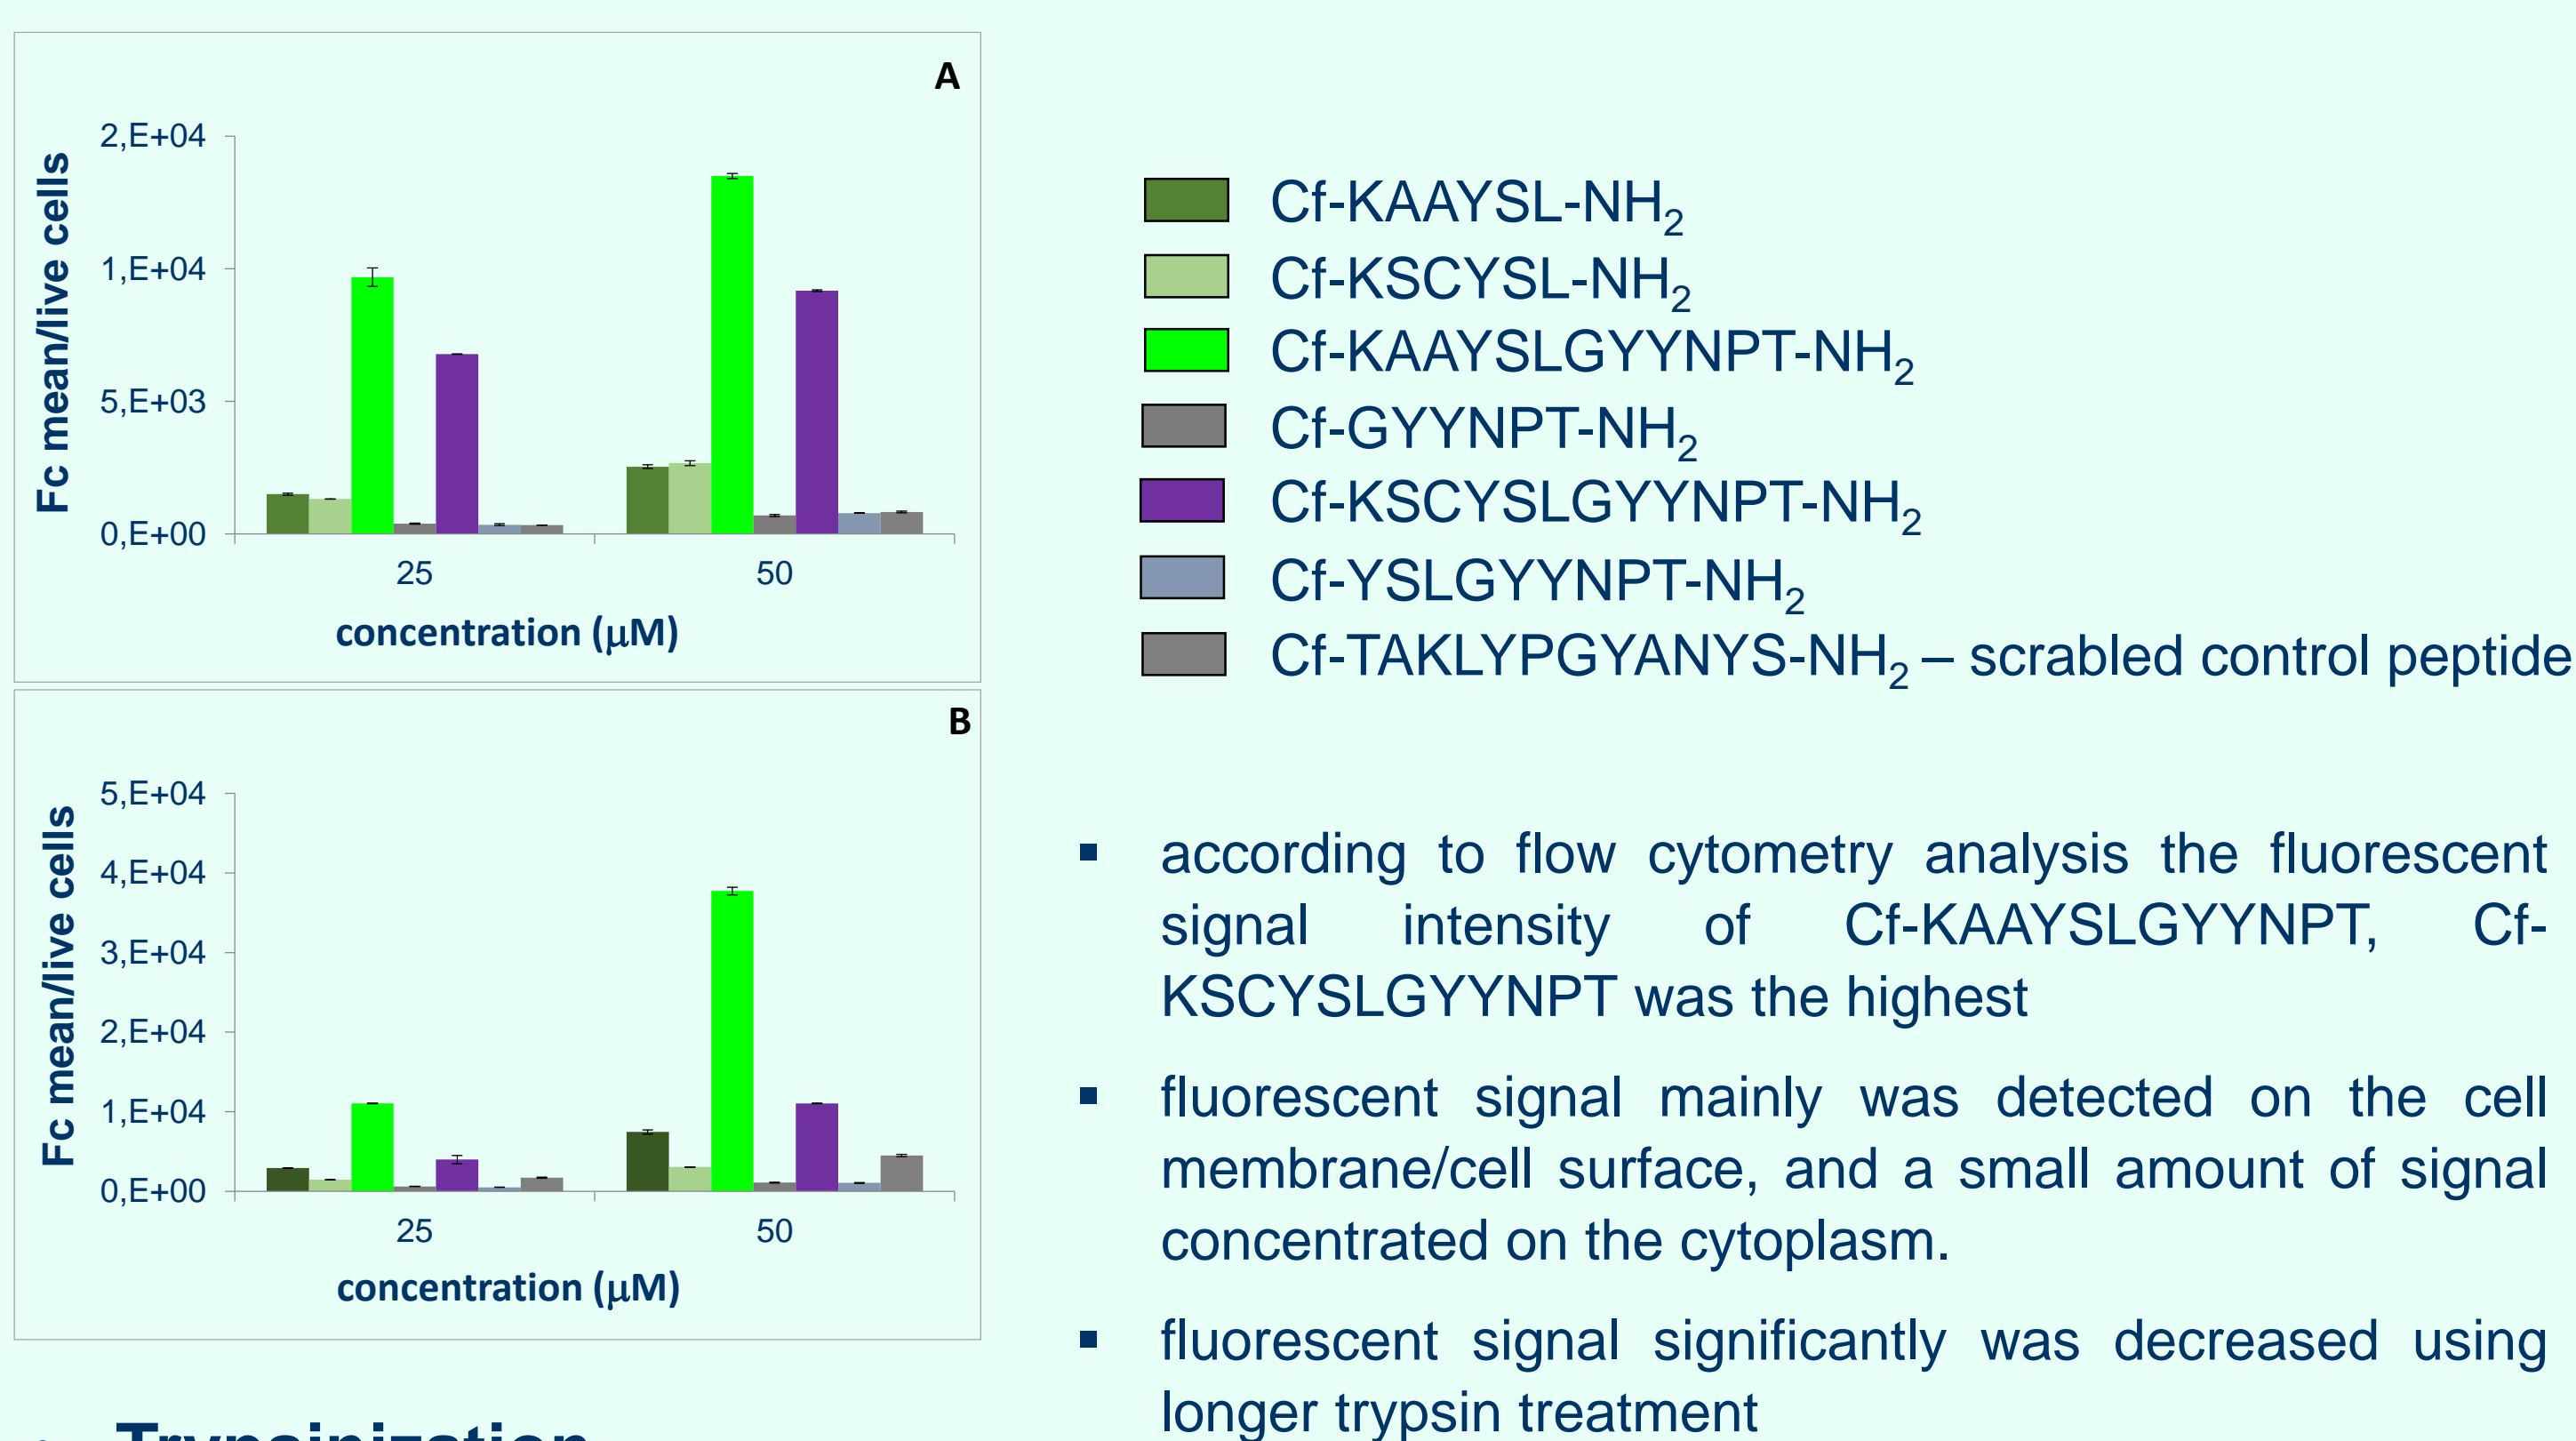 A
Fc mean/live cells
2,E+04
1,E+04
5,E+03
0,E+00
25 50
concentration (μM)
B
Fc mean/live cells
5,E+04
4,E+04
3,E+04
2,E+04
1,E+04
0,E+00
25 50
concentration (μM)
Cf-KAAYSL-NH₂
Cf-KSCYSL-NH₂
Cf-KAAYSLGYYNPT-NH₂
Cf-GYYNPT-NH₂
Cf-KSCYSLGYYNPT-NH₂
Cf-YSLGYYNPT-NH₂
Cf-TAKLYPGYANYS-NH₂ – scrabled control peptide
▪ according to flow cytometry analysis the fluorescent
signal intensity of Cf-KAAYSLGYYNPT, Cf-
KSCYSLGYYNPT was the highest
▪ fluorescent signal mainly was detected on the cell
membrane/cell surface, and a small amount of signal
concentrated on the cytoplasm.
▪ fluorescent signal significantly was decreased using
longer trypsin treatment
Trypsinization